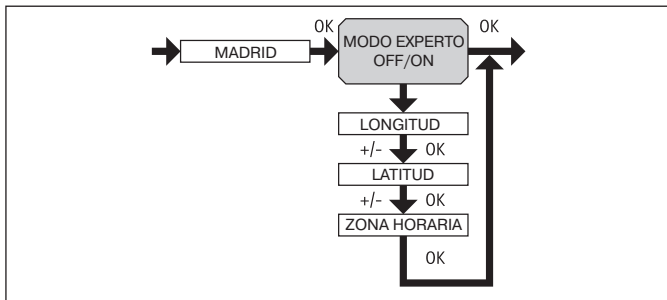 OK
OK
MADRID
MODO EXPERTO
OFF/ON
LONGITUD
+/- OK
LATITUD
+/- OK
ZONA HORARIA
OK